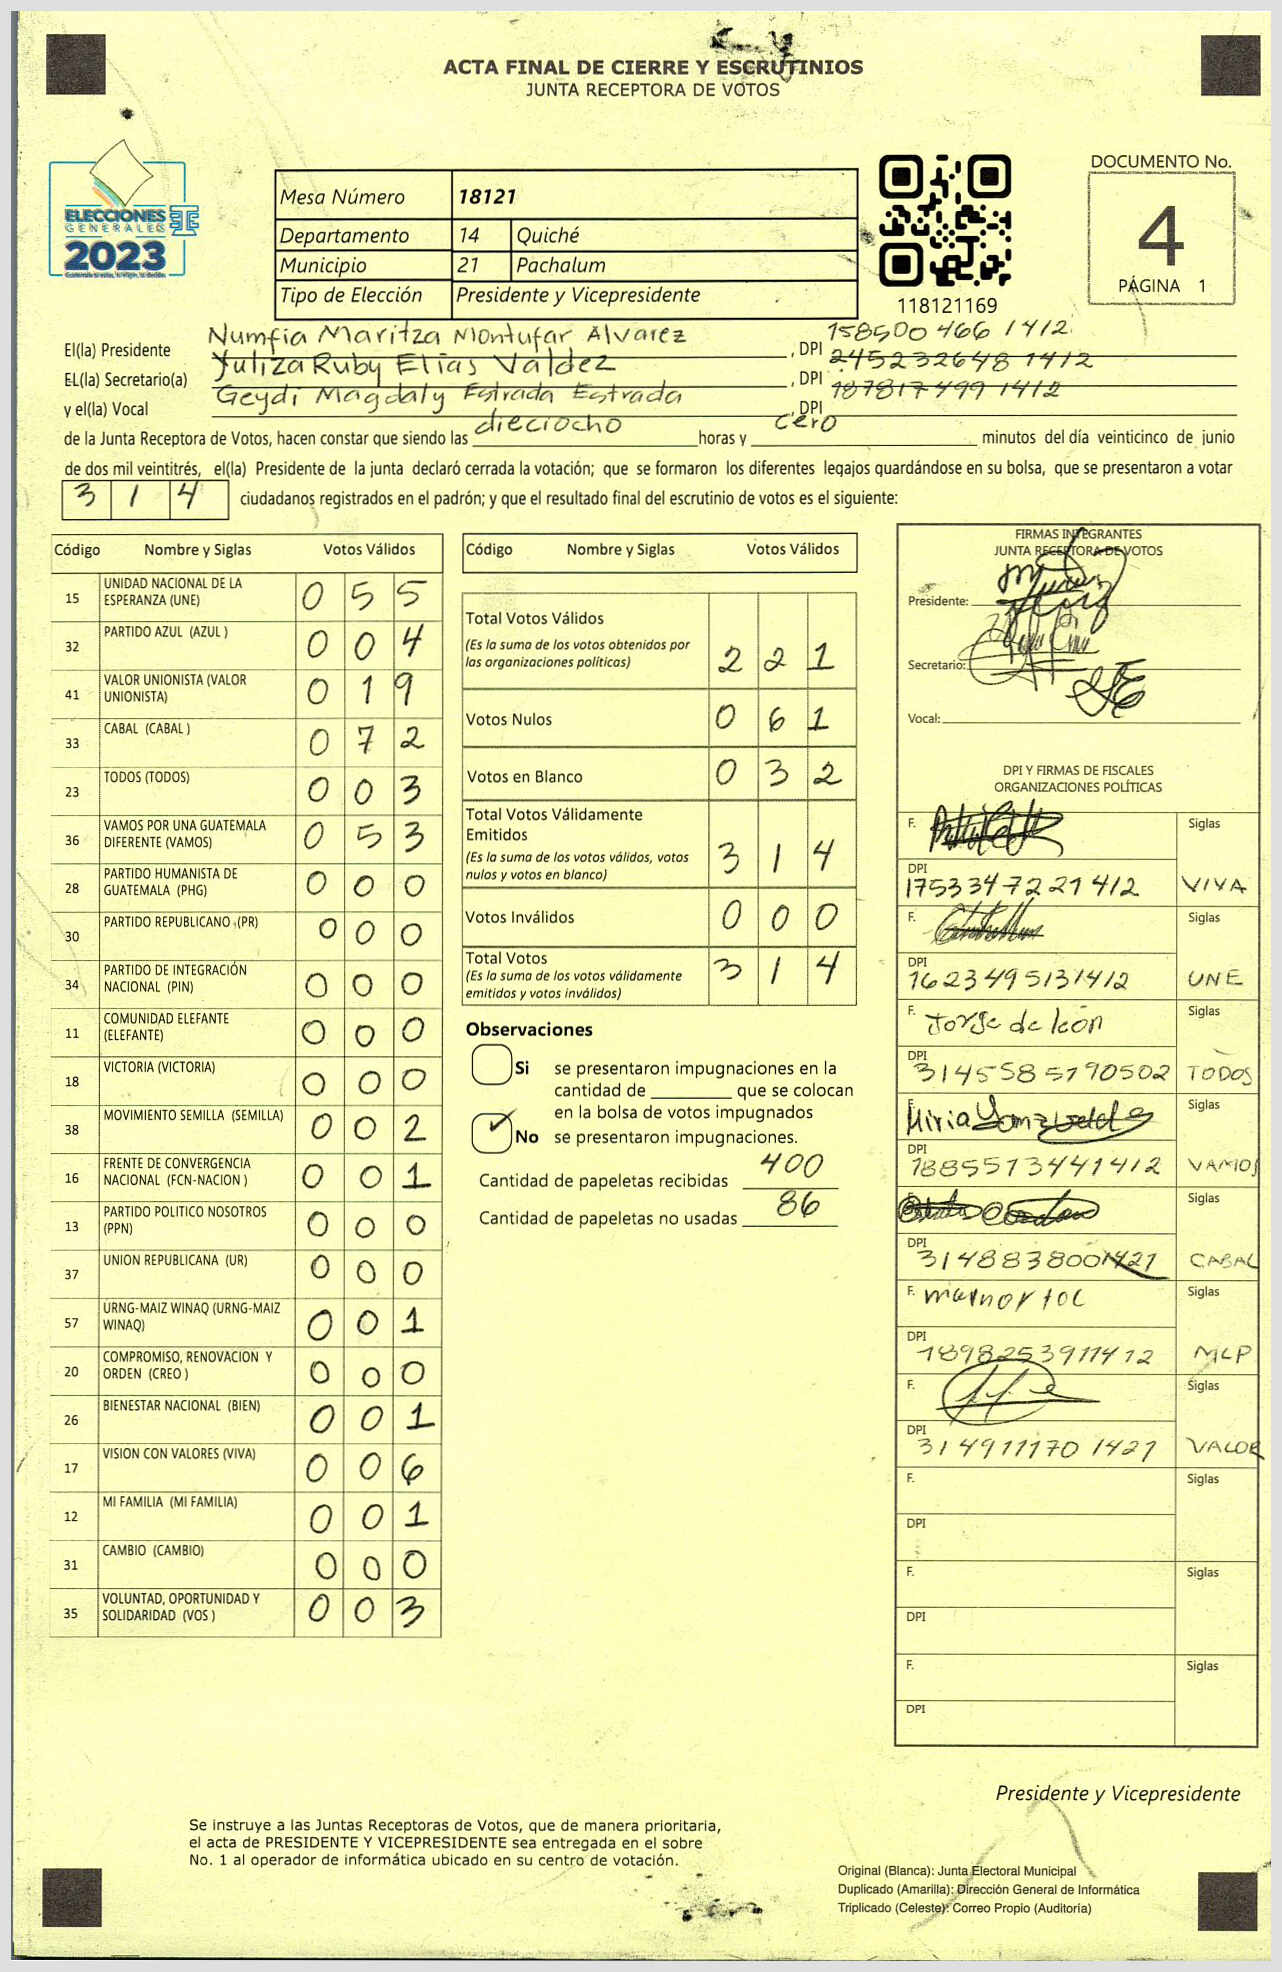 ACTA FINAL DE CIERRE Y ESCRUTINIOS
JUNTA RECEPTORA DE VOTOS
ELECCIONES
GENERALES
2023
Mesa Número 18121
Departamento 14 Quiché
Municipio 21 Pachalum
Tipo de Elección Presidente y Vicepresidente
118121169
DOCUMENTO No.
4
PÁGINA 1
El(la) Presidente Numfia Maritza Montufar Alvarez, DPI 158500 466 1412
EL(la) Secretario(a) Yuliza Ruby Elias Valdez, DPI 245232648 1412
y el(la) Vocal Geydi Magdaly Estrada Estrada, DPI 187817499 1412
de la Junta Receptora de Votos, hacen constar que siendo las dieciocho horas y cero minutos del día veinticinco de junio
de dos mil veintitrés, el(la) Presidente de la junta declaró cerrada la votación; que se formaron los diferentes legajos guardándose en su bolsa, que se presentaron a votar
3 1 4 ciudadanos registrados en el padrón; y que el resultado final del escrutinio de votos es el siguiente:
Código Nombre y Siglas Votos Válidos
15 UNIDAD NACIONAL DE LA ESPERANZA (UNE) 0 5 5
32 PARTIDO AZUL (AZUL ) 0 0 4
41 VALOR UNIONISTA (VALOR UNIONISTA) 0 1 9
33 CABAL (CABAL ) 0 7 2
23 TODOS (TODOS) 0 0 3
36 VAMOS POR UNA GUATEMALA DIFERENTE (VAMOS) 0 5 3
28 PARTIDO HUMANISTA DE GUATEMALA (PHG) 0 0 0
30 PARTIDO REPUBLICANO (PR) 0 0 0
34 PARTIDO DE INTEGRACIÓN NACIONAL (PIN) 0 0 0
11 COMUNIDAD ELEFANTE (ELEFANTE) 0 0 0
18 VICTORIA (VICTORIA) 0 0 0
38 MOVIMIENTO SEMILLA (SEMILLA) 0 0 2
16 FRENTE DE CONVERGENCIA NACIONAL (FCN-NACION ) 0 0 1
13 PARTIDO POLITICO NOSOTROS (PPN) 0 0 0
37 UNION REPUBLICANA (UR) 0 0 0
57 URNG-MAIZ WINAQ (URNG-MAIZ WINAQ) 0 0 1
20 COMPROMISO, RENOVACION Y ORDEN (CREO ) 0 0 0
26 BIENESTAR NACIONAL (BIEN) 0 0 1
17 VISION CON VALORES (VIVA) 0 0 6
12 MI FAMILIA (MI FAMILIA) 0 0 1
31 CAMBIO (CAMBIO) 0 0 0
35 VOLUNTAD, OPORTUNIDAD Y SOLIDARIDAD (VOS ) 0 0 3
Código Nombre y Siglas Votos Válidos
Total Votos Válidos
(Es la suma de los votos obtenidos por
las organizaciones políticas) 2 2 1
Votos Nulos 0 6 1
Votos en Blanco 0 3 2
Total Votos Válidamente
Emitidos
(Es la suma de los votos válidos, votos
nulos y votos en blanco) 3 1 4
Votos Inválidos 0 0 0
Total Votos
(Es la suma de los votos válidamente
emitidos y votos inválidos) 3 1 4
Observaciones
Si se presentaron impugnaciones en la
cantidad de ________ que se colocan
en la bolsa de votos impugnados
No se presentaron impugnaciones.
Cantidad de papeletas recibidas 400
Cantidad de papeletas no usadas 86
FIRMAS INTEGRANTES
JUNTA RECEPTORA DE VOTOS
Presidente:
Secretario:
Vocal:
DPI Y FIRMAS DE FISCALES
ORGANIZACIONES POLÍTICAS
F. Siglas
DPI 1753347221412 VIVA
F. Siglas
DPI 1623495131412 UNE
F. Jorge de león Siglas
DPI 3145585190502 TODOS
F. Siglas
DPI 1885513441412 VAMOS
F. Siglas
DPI 3148838001421 CABAL
F. Siglas
DPI 1898253911412 MLP
F. Siglas
DPI 3149111701421 VALOR
F. Siglas
DPI
F. Siglas
DPI
F. Siglas
DPI
Presidente y Vicepresidente
Se instruye a las Juntas Receptoras de Votos, que de manera prioritaria,
el acta de PRESIDENTE Y VICEPRESIDENTE sea entregada en el sobre
No. 1 al operador de informática ubicado en su centro de votación.
Original (Blanca): Junta Electoral Municipal
Duplicado (Amarilla): Dirección General de Informática
Triplicado (Celeste): Correo Propio (Auditoría)